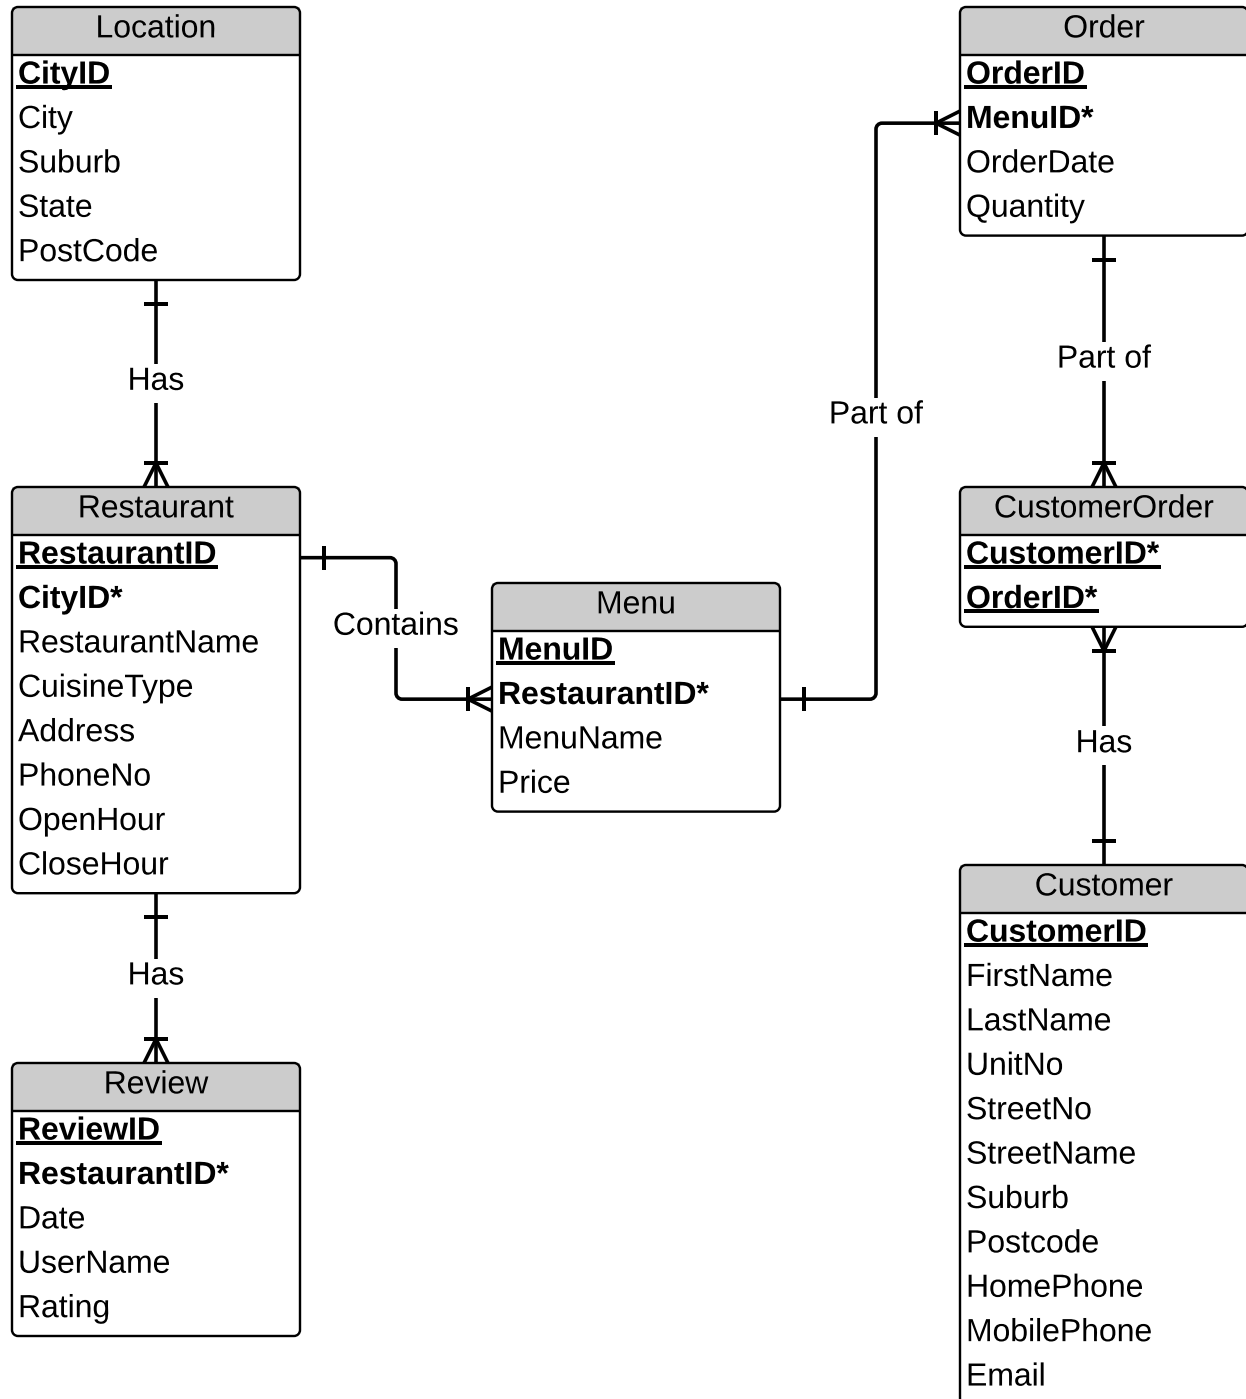 Location
CityID
City
Suburb
State
PostCode
Has
Restaurant
RestaurantID
CityID*
RestaurantName
CuisineType
Address
PhoneNo
OpenHour
CloseHour
Has
Review
ReviewID
RestaurantID*
Date
UserName
Rating
Contains
Menu
MenuID
RestaurantID*
MenuName
Price
Part of
Order
OrderID
MenuID*
OrderDate
Quantity
Part of
CustomerOrder
CustomerID*
OrderID*
Has
Customer
CustomerID
FirstName
LastName
UnitNo
StreetNo
StreetName
Suburb
Postcode
HomePhone
MobilePhone
Email